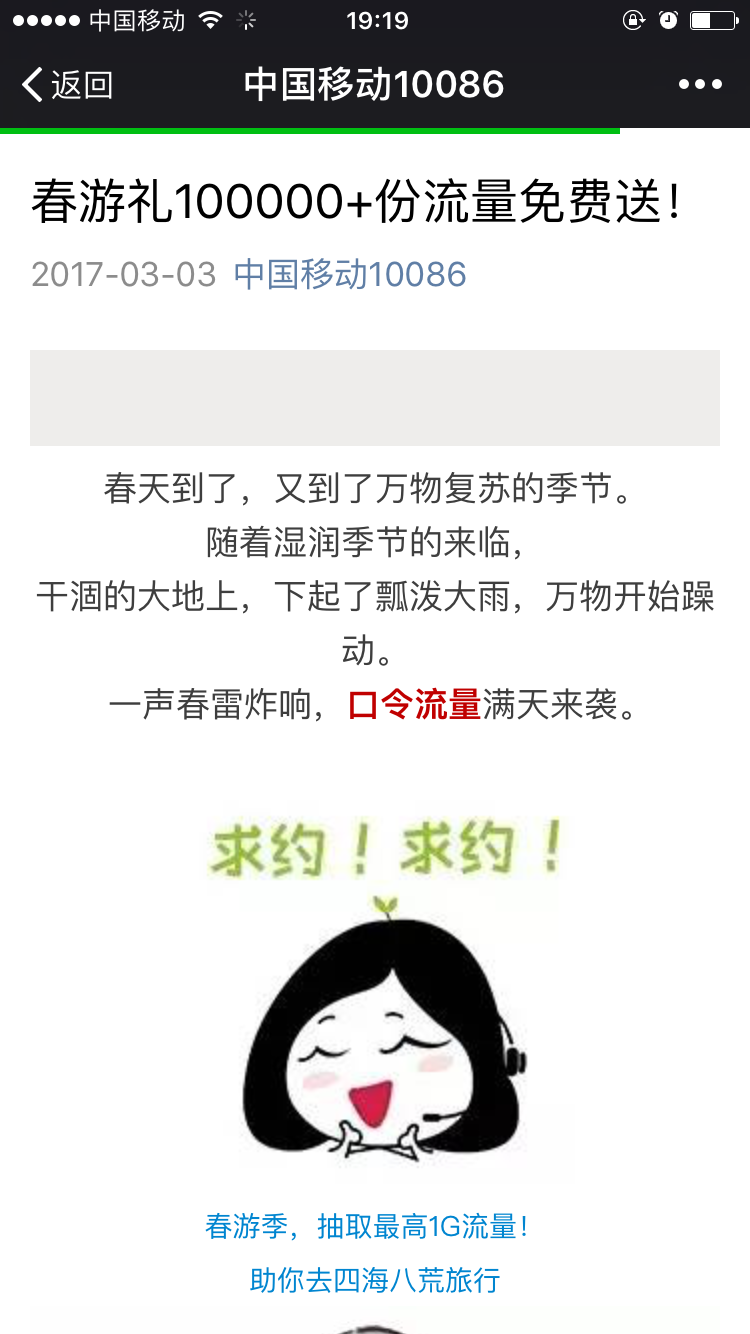 中国移动 19:19
返回 中国移动10086
春游礼100000+份流量免费送！
2017-03-03 中国移动10086
春天到了，又到了万物复苏的季节。
随着湿润季节的来临，
干涸的大地上，下起了瓢泼大雨，万物开始躁
动。
一声春雷炸响，口令流量满天来袭。
求约！求约！
春游季，抽取最高1G流量！
助你去四海八荒旅行